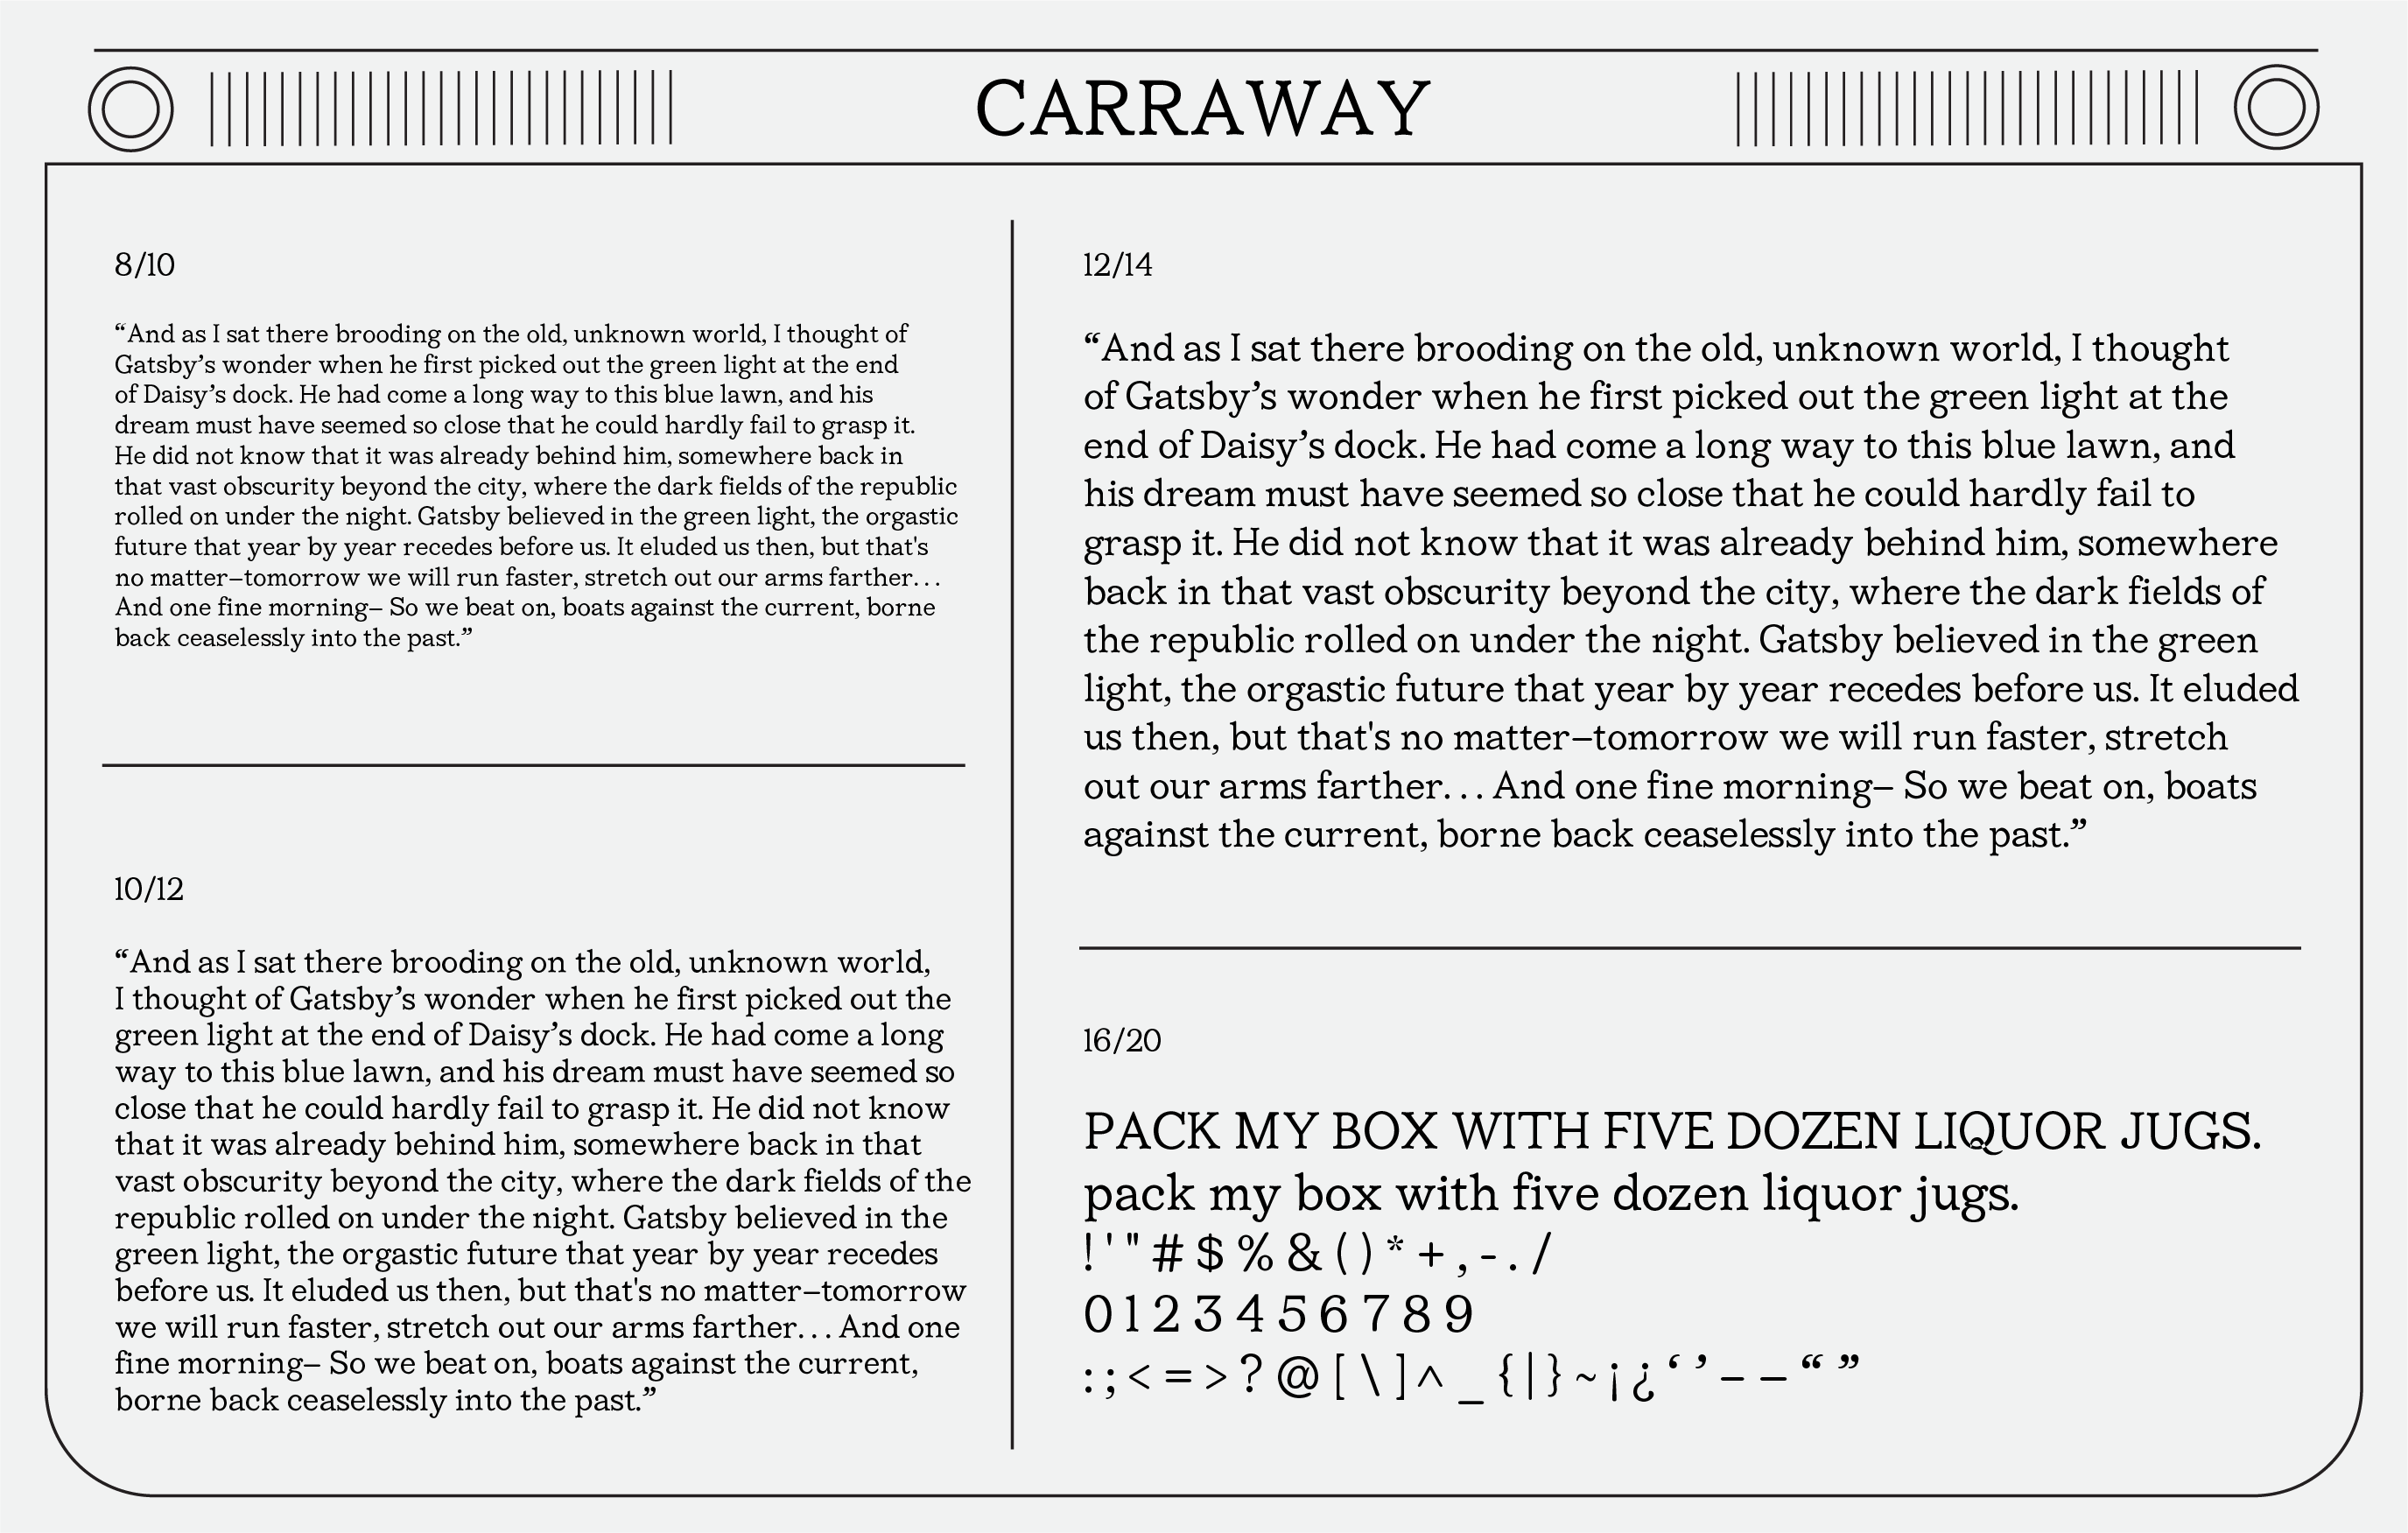 CARRAWAY
8/10
“And as I sat there brooding on the old, unknown world, I thought of
Gatsby’s wonder when he first picked out the green light at the end
of Daisy’s dock. He had come a long way to this blue lawn, and his
dream must have seemed so close that he could hardly fail to grasp it.
He did not know that it was already behind him, somewhere back in
that vast obscurity beyond the city, where the dark fields of the republic
rolled on under the night. Gatsby believed in the green light, the orgastic
future that year by year recedes before us. It eluded us then, but that's
no matter–tomorrow we will run faster, stretch out our arms farther. . .
And one fine morning– So we beat on, boats against the current, borne
back ceaselessly into the past.”
10/12
“And as I sat there brooding on the old, unknown world,
I thought of Gatsby’s wonder when he first picked out the
green light at the end of Daisy’s dock. He had come a long
way to this blue lawn, and his dream must have seemed so
close that he could hardly fail to grasp it. He did not know
that it was already behind him, somewhere back in that
vast obscurity beyond the city, where the dark fields of the
republic rolled on under the night. Gatsby believed in the
green light, the orgastic future that year by year recedes
before us. It eluded us then, but that's no matter–tomorrow
we will run faster, stretch out our arms farther. . . And one
fine morning– So we beat on, boats against the current,
borne back ceaselessly into the past.”
12/14
“And as I sat there brooding on the old, unknown world, I thought
of Gatsby’s wonder when he first picked out the green light at the
end of Daisy’s dock. He had come a long way to this blue lawn, and
his dream must have seemed so close that he could hardly fail to
grasp it. He did not know that it was already behind him, somewhere
back in that vast obscurity beyond the city, where the dark fields of
the republic rolled on under the night. Gatsby believed in the green
light, the orgastic future that year by year recedes before us. It eluded
us then, but that's no matter–tomorrow we will run faster, stretch
out our arms farther. . . And one fine morning– So we beat on, boats
against the current, borne back ceaselessly into the past.”
16/20
PACK MY BOX WITH FIVE DOZEN LIQUOR JUGS.
pack my box with five dozen liquor jugs.
! ' " # $ % & ( ) * + , - . /
0 1 2 3 4 5 6 7 8 9
: ; < = > ? @ [ \ ] ^ _ { | } ~ ¡ ¿ ‘ ’ – — “ ”